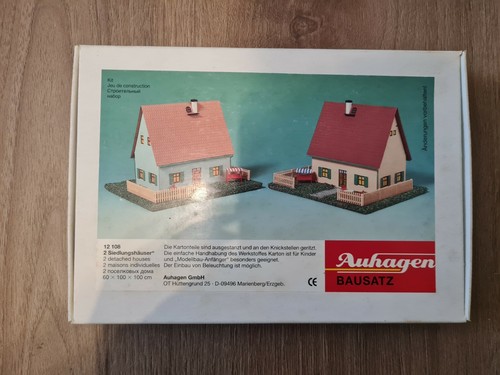 Kit
Jeu de construction
Строительный
набор
Änderungen vorbehalten!
12 108
2 Siedlungshäuser*
2 detached houses
2 maisons individuelles
2 поселковых дома
60 × 100 × 100 cm
Die Kartonteile sind ausgestanzt und an den Knickstellen geritzt.
Die einfache Handhabung des Werkstoffes Karton ist für Kinder
und „Modellbau-Anfänger" besonders geeignet.
Der Einbau von Beleuchtung ist möglich.
Auhagen GmbH
OT Hüttengrund 25 · D-09496 Marienberg/Erzgeb.
CE
Auhagen
BAUSATZ